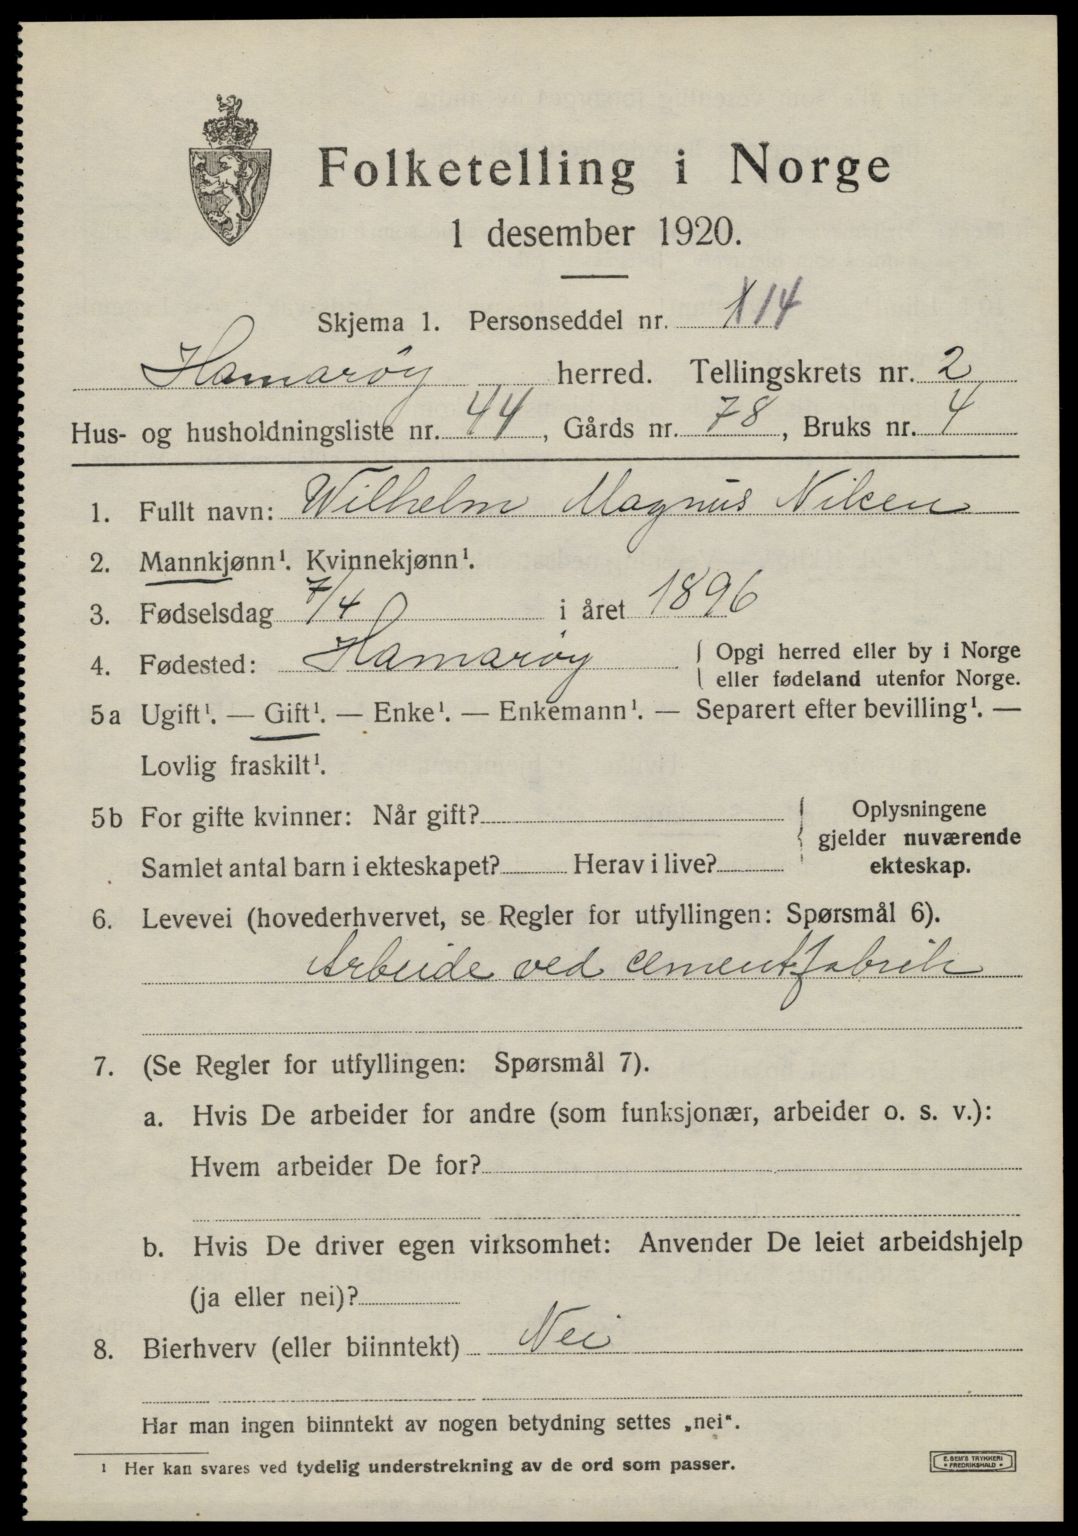 Folketelling i Norge
1 desember 1920.
Skjema 1. Personseddel nr. 114
Hamarøy herred. Tellingskrets nr. 2
Hus- og husholdningsliste nr. 44, Gårds nr. 78, Bruks nr. 4
1. Fullt navn: Wilhelm Magnus Nilsen
2. Mannkjønn¹. Kvinnekjønn¹.
3. Fødselsdag 7/4 i året 1896
4. Fødested: Hamarøy { Opgi herred eller by i Norge
eller fødeland utenfor Norge.
5a Ugift¹. — Gift¹. — Enke¹. — Enkemann¹. — Separert efter bevilling¹. —
Lovlig fraskilt¹.
5b For gifte kvinner: Når gift? { Oplysningene
gjelder nuværende
Samlet antal barn i ekteskapet? Herav i live? ekteskap.
6. Levevei (hovederhvervet, se Regler for utfyllingen: Spørsmål 6).
Arbeide ved cementfabrik
7. (Se Regler for utfyllingen: Spørsmål 7).
a. Hvis De arbeider for andre (som funksjonær, arbeider o. s. v.):
Hvem arbeider De for?
b. Hvis De driver egen virksomhet: Anvender De leiet arbeidshjelp
(ja eller nei)?
8. Bierhverv (eller biinntekt) Nei
Har man ingen biinntekt av nogen betydning settes „nei“.
¹ Her kan svares ved tydelig understrekning av de ord som passer.
E. SEM'S TRYKKERI
• FREDRIKSHALD •